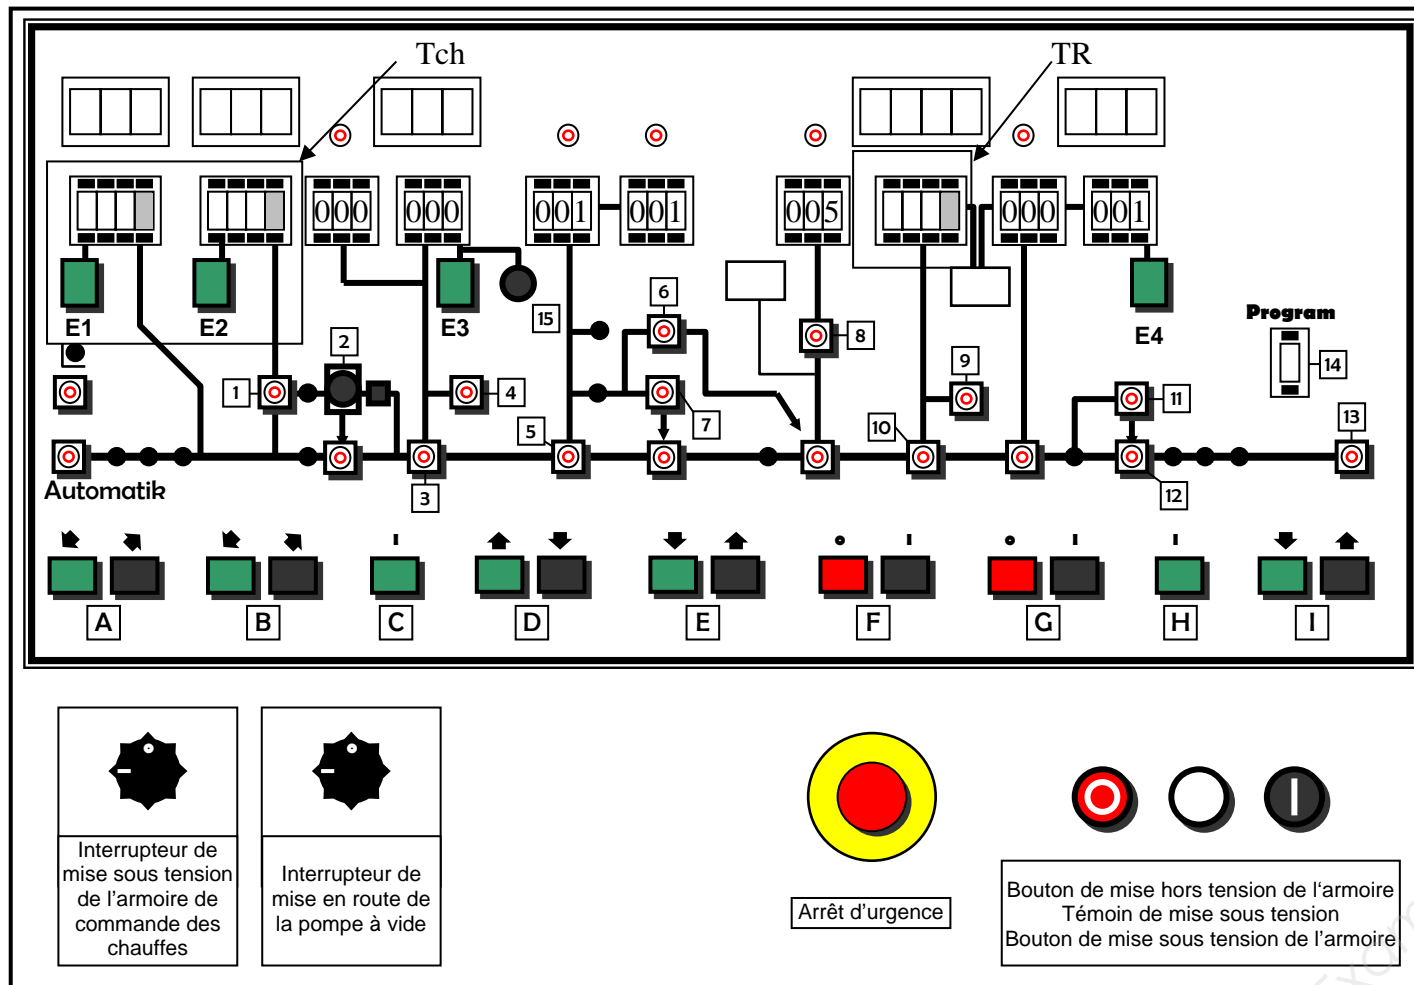 Tch
TR
000
000
001
001
005
000
001
E1
E2
E3
E4
15
6
8
Program
14
2
1
4
7
9
11
5
10
13
3
12
Automatik
A
B
C
D
E
F
G
H
I
Interrupteur de
mise sous tension
de l'armoire de
commande des
chauffes
Interrupteur de
mise en route de
la pompe à vide
Arrêt d'urgence
Bouton de mise hors tension de l'armoire
Témoin de mise sous tension
Bouton de mise sous tension de l'armoire
Exam